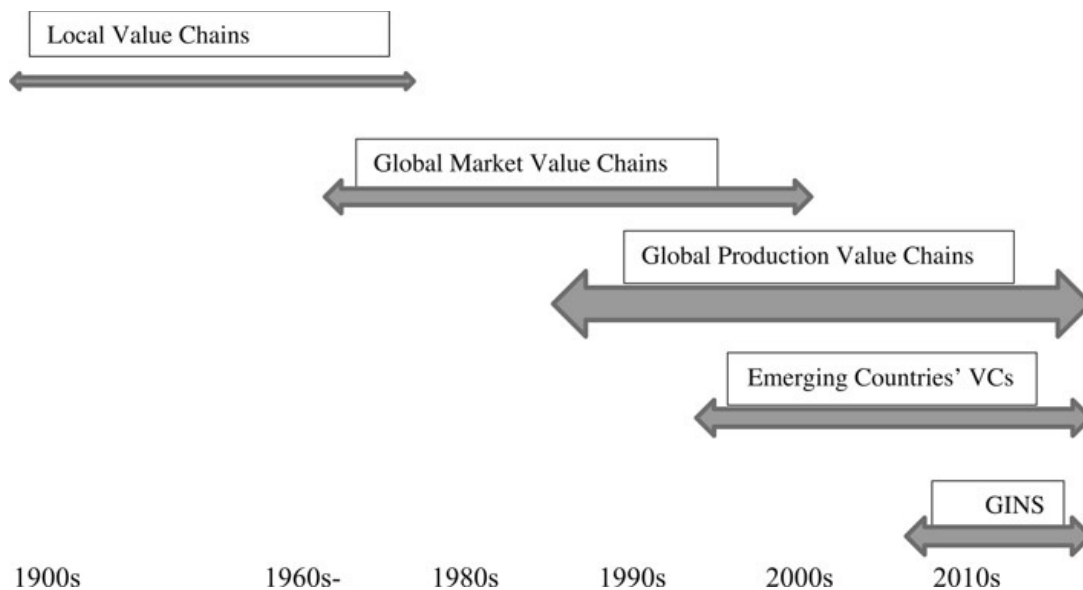 Local Value Chains
Global Market Value Chains
Global Production Value Chains
Emerging Countries’ VCs
GINS
1900s 1960s- 1980s 1990s 2000s 2010s